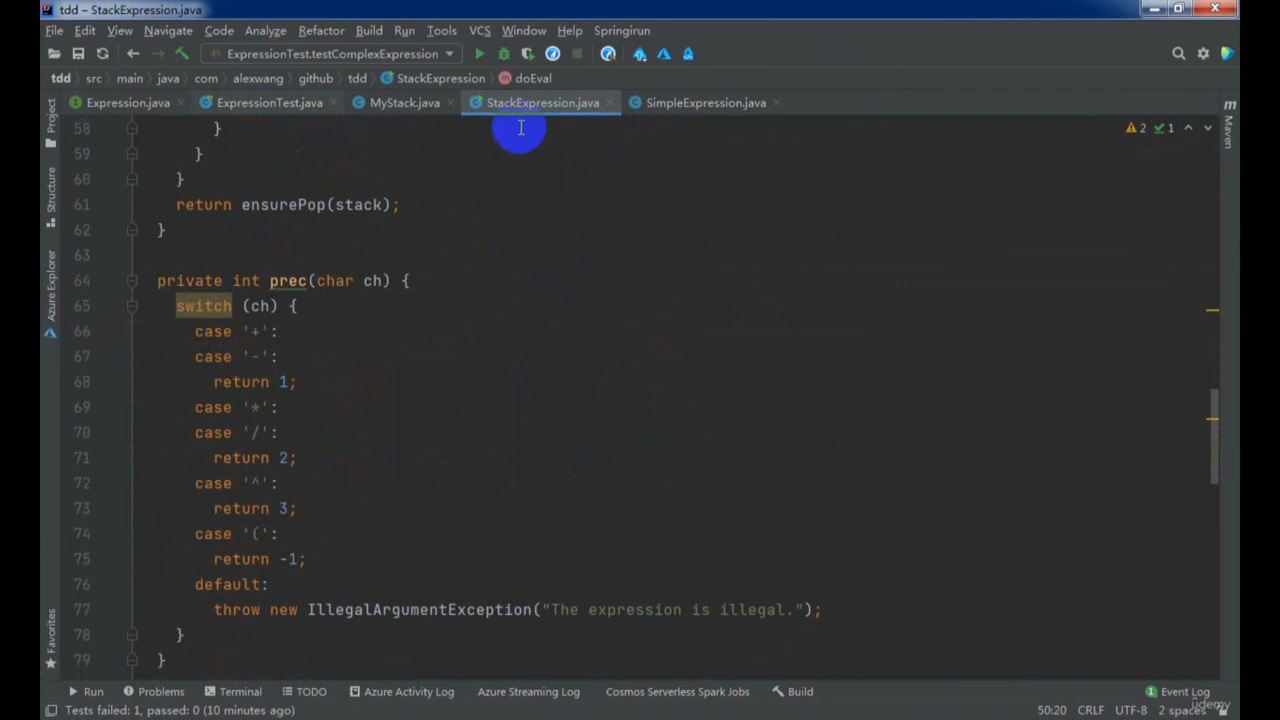 tdd – StackExpression.java
File Edit View Navigate Code Analyze Refactor Build Run Tools VCS Window Help Springirun
ExpressionTest.testComplexExpression
tdd src main java com alexwang github tdd StackExpression doEval
Expression.java ExpressionTest.java MyStack.java StackExpression.java SimpleExpression.java
Project
Structure
Azure Explorer
Favorites
Maven
2 1
58 }
59 }
60 }
61 return ensurePop(stack);
62 }
63
64 private int prec(char ch) {
65 switch (ch) {
66 case '+':
67 case '-':
68 return 1;
69 case '*':
70 case '/':
71 return 2;
72 case '^':
73 return 3;
74 case '(':
75 return -1;
76 default:
77 throw new IllegalArgumentException("The expression is illegal.");
78 }
79 }
Run Problems Terminal TODO Azure Activity Log Azure Streaming Log Cosmos Serverless Spark Jobs Build 1 Event Log
Tests failed: 1, passed: 0 (10 minutes ago) 50:20 CRLF UTF-8 2 spaces
ûdemy